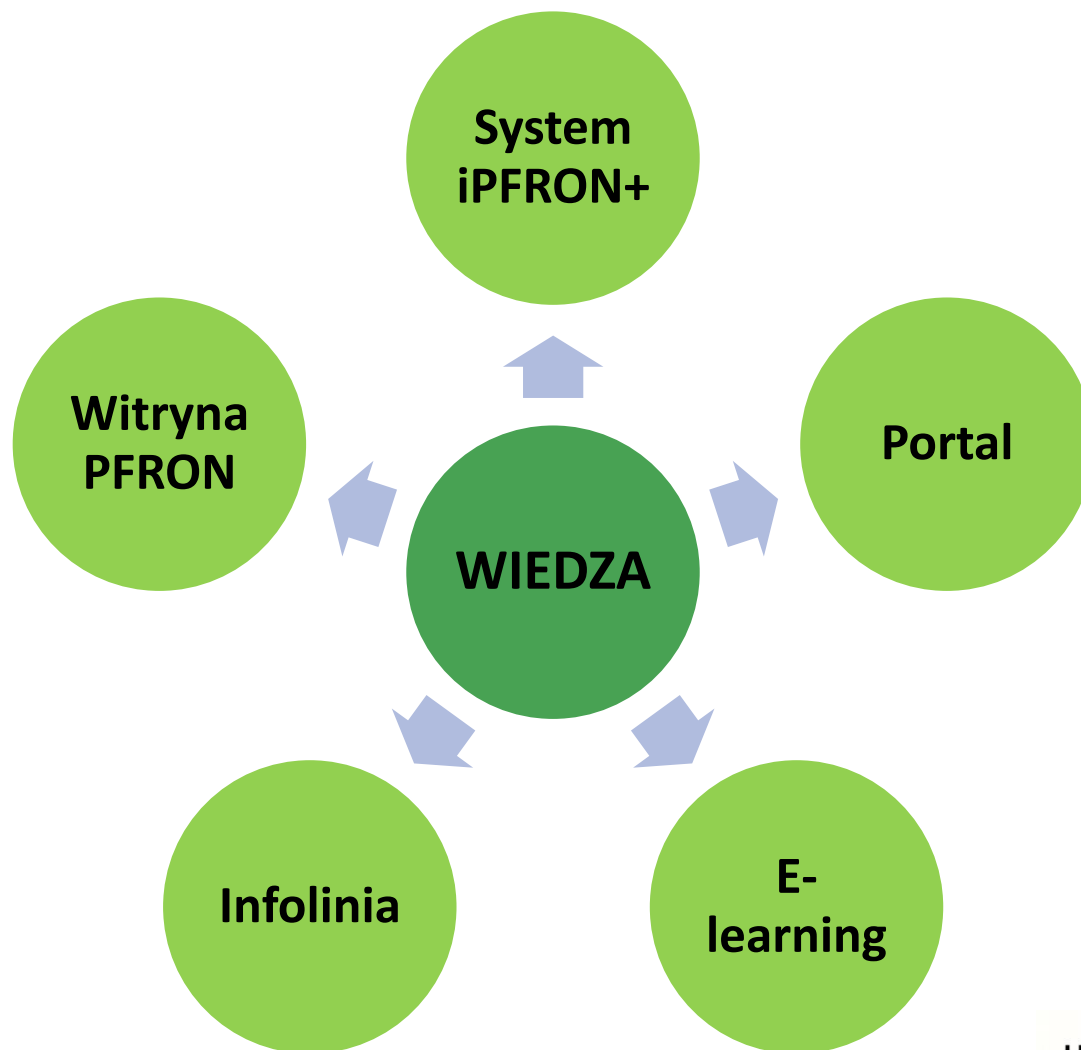 System
iPFRON+
Witryna
PFRON
Portal
WIEDZA
Infolinia
E-
learning